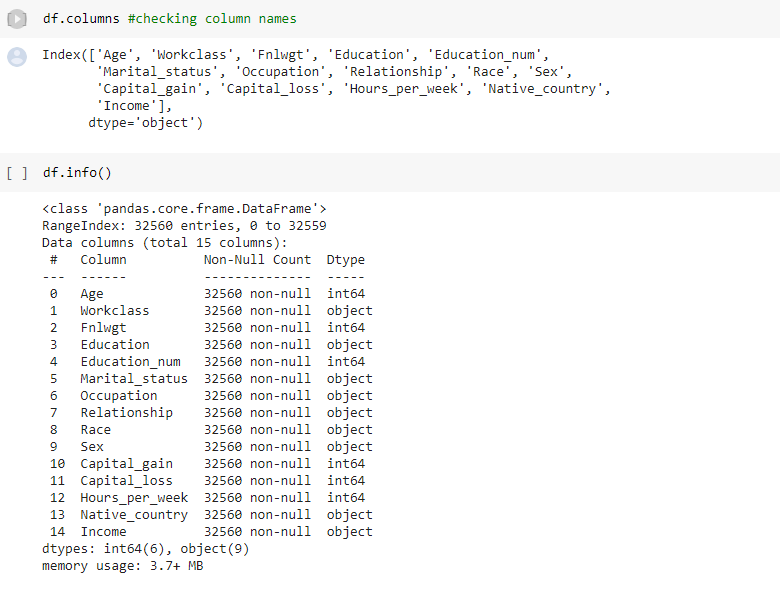 df.columns #checking column names
Index(['Age', 'Workclass', 'Fnlwgt', 'Education', 'Education_num',
       'Marital_status', 'Occupation', 'Relationship', 'Race', 'Sex',
       'Capital_gain', 'Capital_loss', 'Hours_per_week', 'Native_country',
       'Income'],
      dtype='object')
[ ] df.info()
<class 'pandas.core.frame.DataFrame'>
RangeIndex: 32560 entries, 0 to 32559
Data columns (total 15 columns):
 #   Column          Non-Null Count  Dtype
---  ------          --------------  -----
 0   Age             32560 non-null  int64
 1   Workclass       32560 non-null  object
 2   Fnlwgt          32560 non-null  int64
 3   Education       32560 non-null  object
 4   Education_num   32560 non-null  int64
 5   Marital_status  32560 non-null  object
 6   Occupation      32560 non-null  object
 7   Relationship    32560 non-null  object
 8   Race            32560 non-null  object
 9   Sex             32560 non-null  object
 10  Capital_gain    32560 non-null  int64
 11  Capital_loss    32560 non-null  int64
 12  Hours_per_week  32560 non-null  int64
 13  Native_country  32560 non-null  object
 14  Income          32560 non-null  object
dtypes: int64(6), object(9)
memory usage: 3.7+ MB